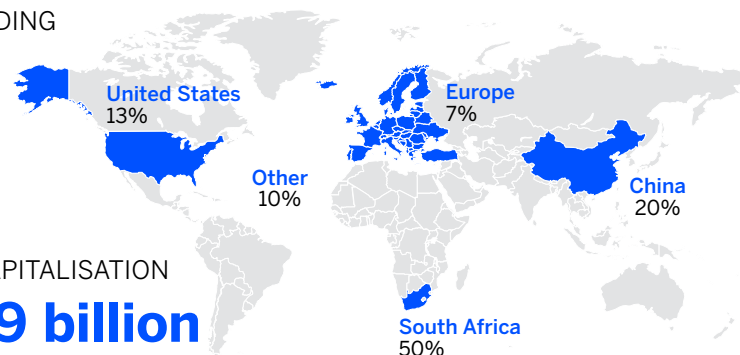 DING
United States
13%
Europe
7%
Other
10%
China
20%
PITALISATION
9 billion
South Africa
50%